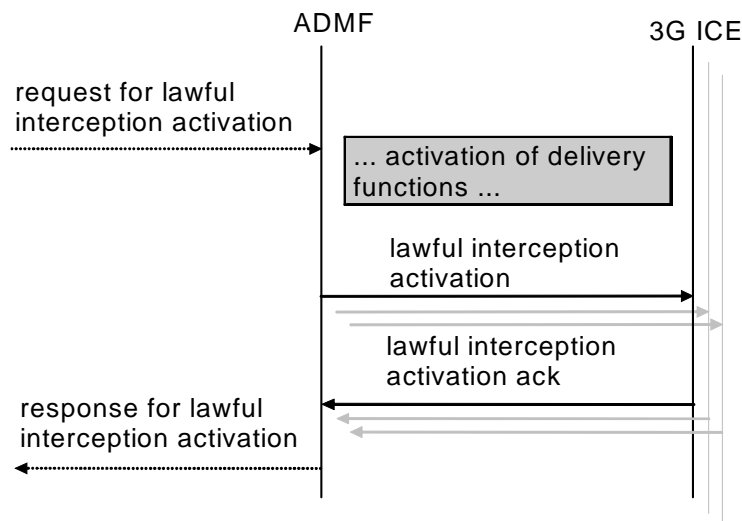 ADMF
3G ICE
request for lawful
interception activation
... activation of delivery
functions ...
lawful interception
activation
lawful interception
activation ack
response for lawful
interception activation